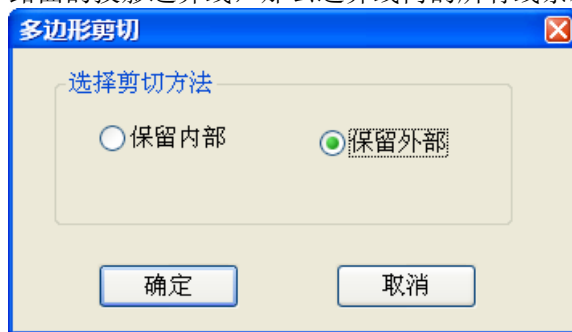 多边形剪切
选择剪切方法
保留内部
保留外部
确定
取消